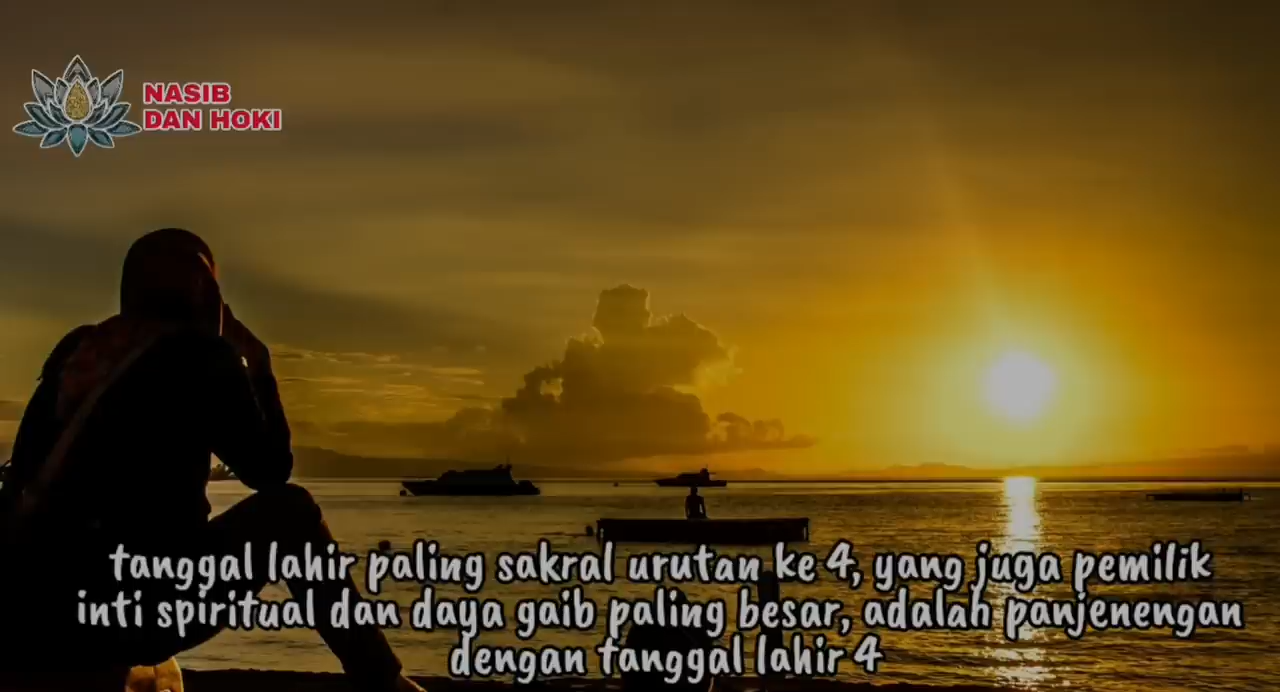 NASIB
DAN HOKI
tanggal lahir paling sakral urutan ke 4, yang juga pemilik
inti spiritual dan daya gaib paling besar, adalah panjenengan
dengan tanggal lahir 4